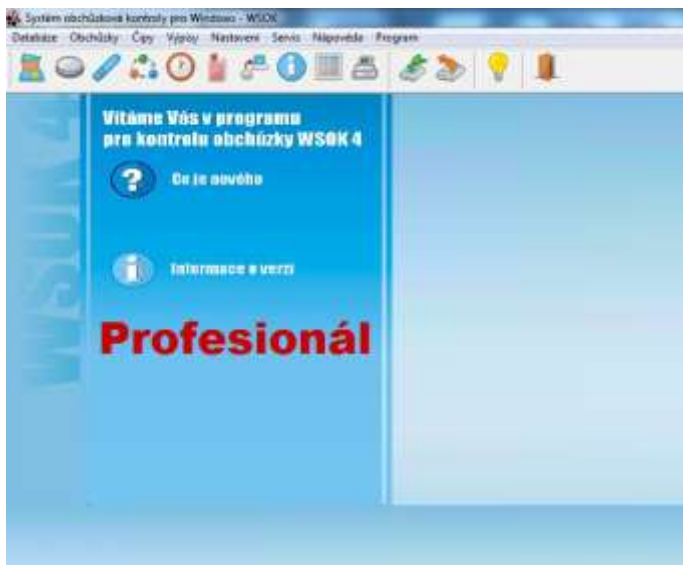 Systém obchůzkové kontroly pro Windows - WSOK
Databáze Obchůzky Čipy Výpisy Nastavení Servis Nápověda Program
WSOK 4
Vítáme Vás v programu
pro kontrolu obchůzky WSOK 4
Co je nového
Informace o verzi
Profesionál